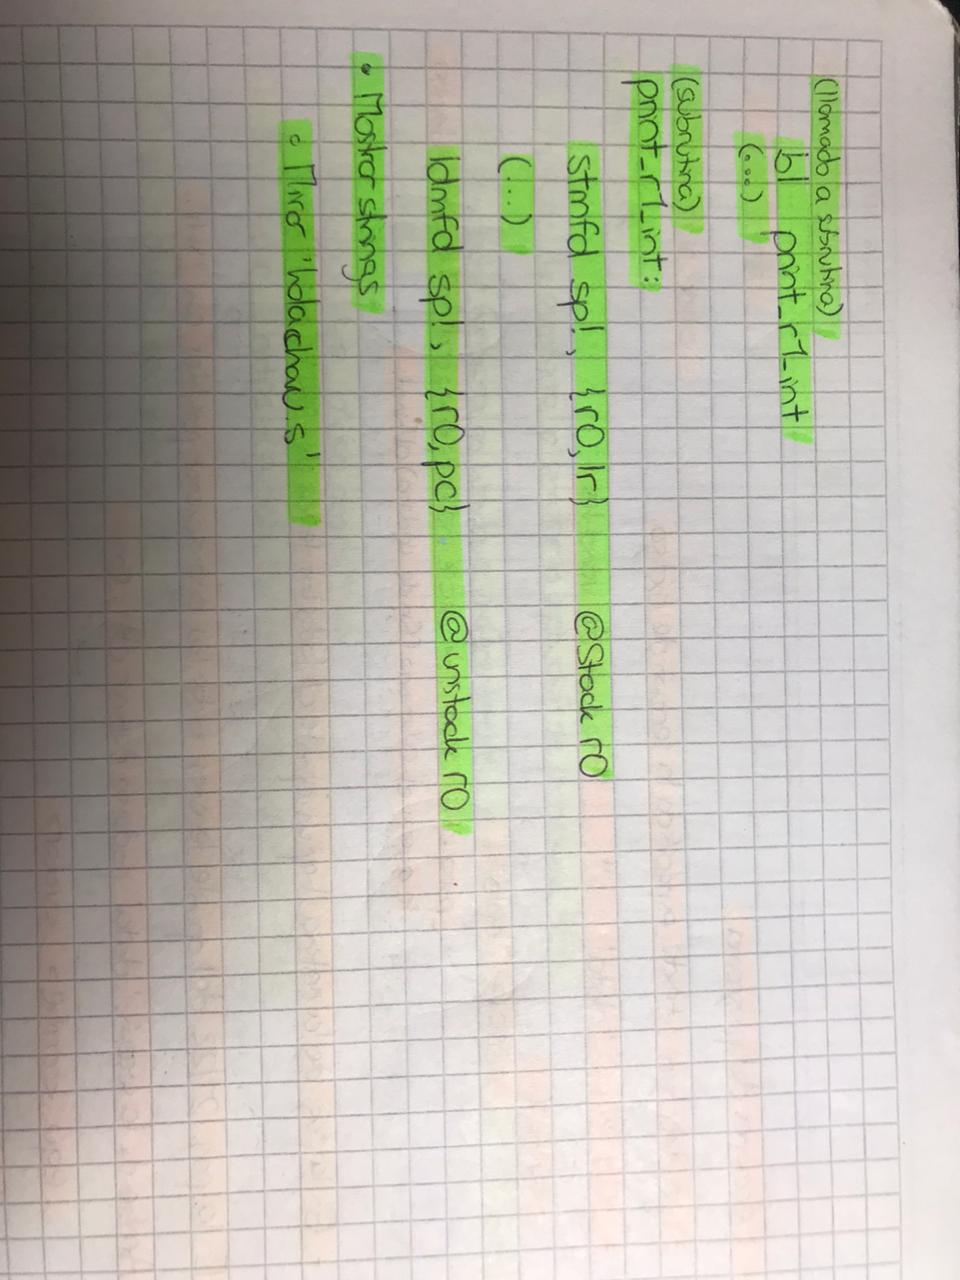 (llamado a subrutina)
bl print_r1_int
(...)
(subrutina)
print_r1_int:
stmfd sp!, {r0,lr} @Stack r0
(...)
ldmfd sp!, {r0,pc} @unstack r0
• Mostrar strings
◦ Mirar 'holachau.s'